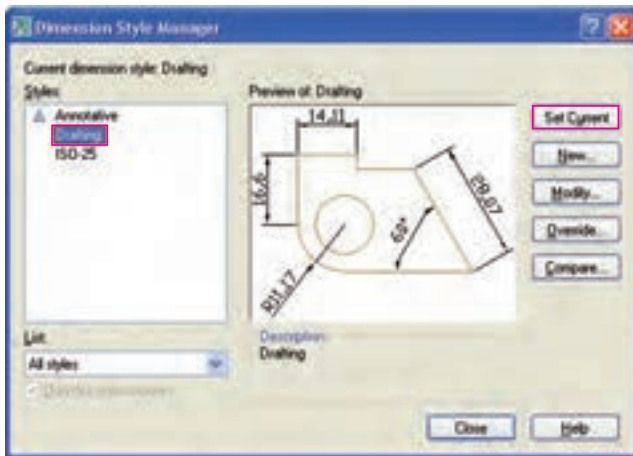 Dimension Style Manager
Current dimension style: Drafting
Styles:
Annotative
Drafting
ISO-25
Preview of: Drafting
14,11
16,6
28,07
60°
R11,17
Set Current
New...
Modify...
Override...
Compare...
List:
All styles
Description:
Drafting
Close
Help